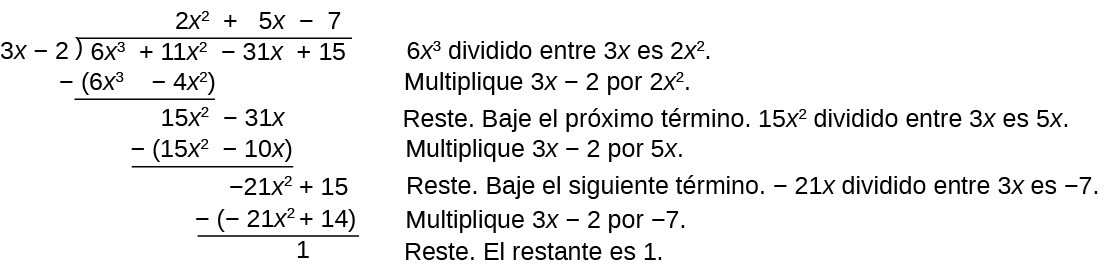 2x² + 5x − 7
3x − 2 ) 6x³ + 11x² − 31x + 15 6x³ dividido entre 3x es 2x².
− (6x³ − 4x²) Multiplique 3x − 2 por 2x².
15x² − 31x Reste. Baje el próximo término. 15x² dividido entre 3x es 5x.
− (15x² − 10x) Multiplique 3x − 2 por 5x.
−21x² + 15 Reste. Baje el siguiente término. − 21x dividido entre 3x es −7.
− (− 21x² + 14) Multiplique 3x − 2 por −7.
1 Reste. El restante es 1.